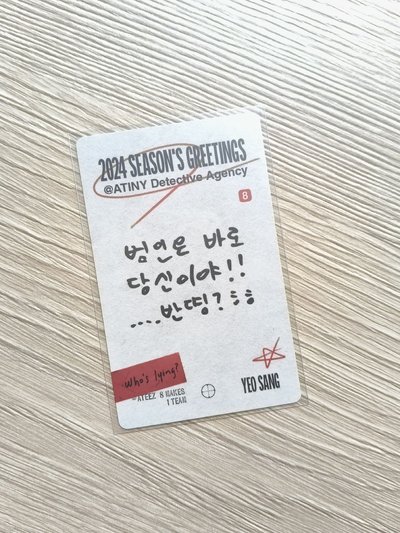 2024 SEASON'S GREETINGS
@ATINY Detective Agency
8
범인은 바로
당신이야!!
....반띵?ㅎㅎ
Who's lying?
ATEEZ 8 MAKES
1 TEAM
YEO SANG